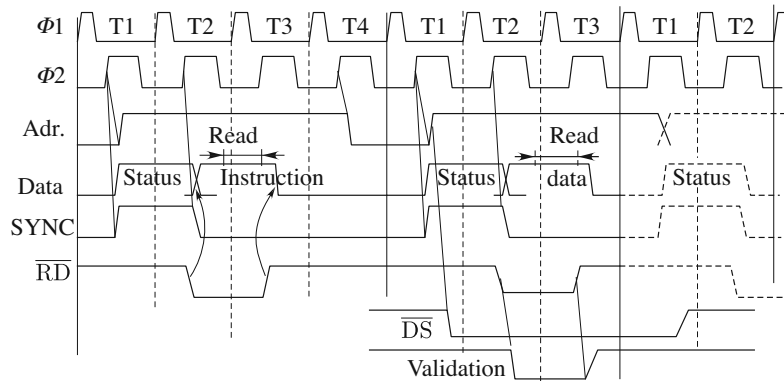 Φ1 T1 T2 T3 T4 T1 T2 T3 T1 T2
Φ2
Adr.
Read Read
Data Status Instruction Status data Status
SYNC
RD
DS
Validation